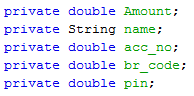 private double Amount;
private String name;
private double acc_no;
private double br_code;
private double pin;